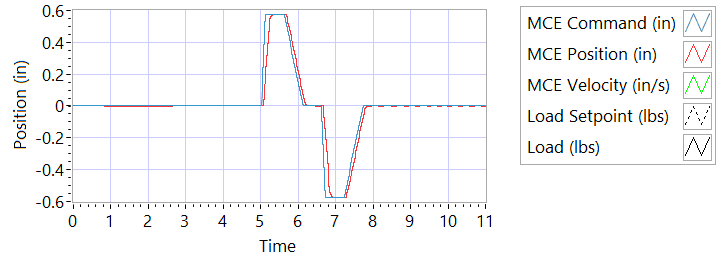 0.6
0.4
0.2
0
-0.2
-0.4
-0.6
Position (in)
0 1 2 3 4 5 6 7 8 9 10 11
Time
MCE Command (in)
MCE Position (in)
MCE Velocity (in/s)
Load Setpoint (lbs)
Load (lbs)